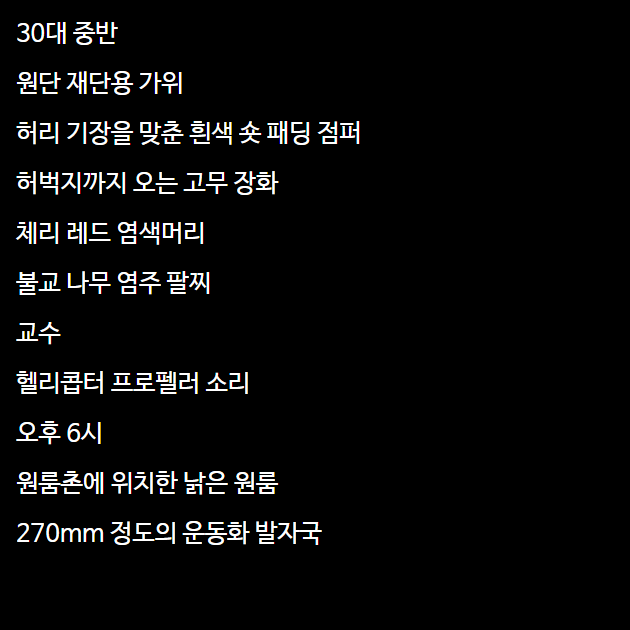 30대 중반
원단 재단용 가위
허리 기장을 맞춘 흰색 숏 패딩 점퍼
허벅지까지 오는 고무 장화
체리 레드 염색머리
불교 나무 염주 팔찌
교수
헬리콥터 프로펠러 소리
오후 6시
원룸촌에 위치한 낡은 원룸
270mm 정도의 운동화 발자국